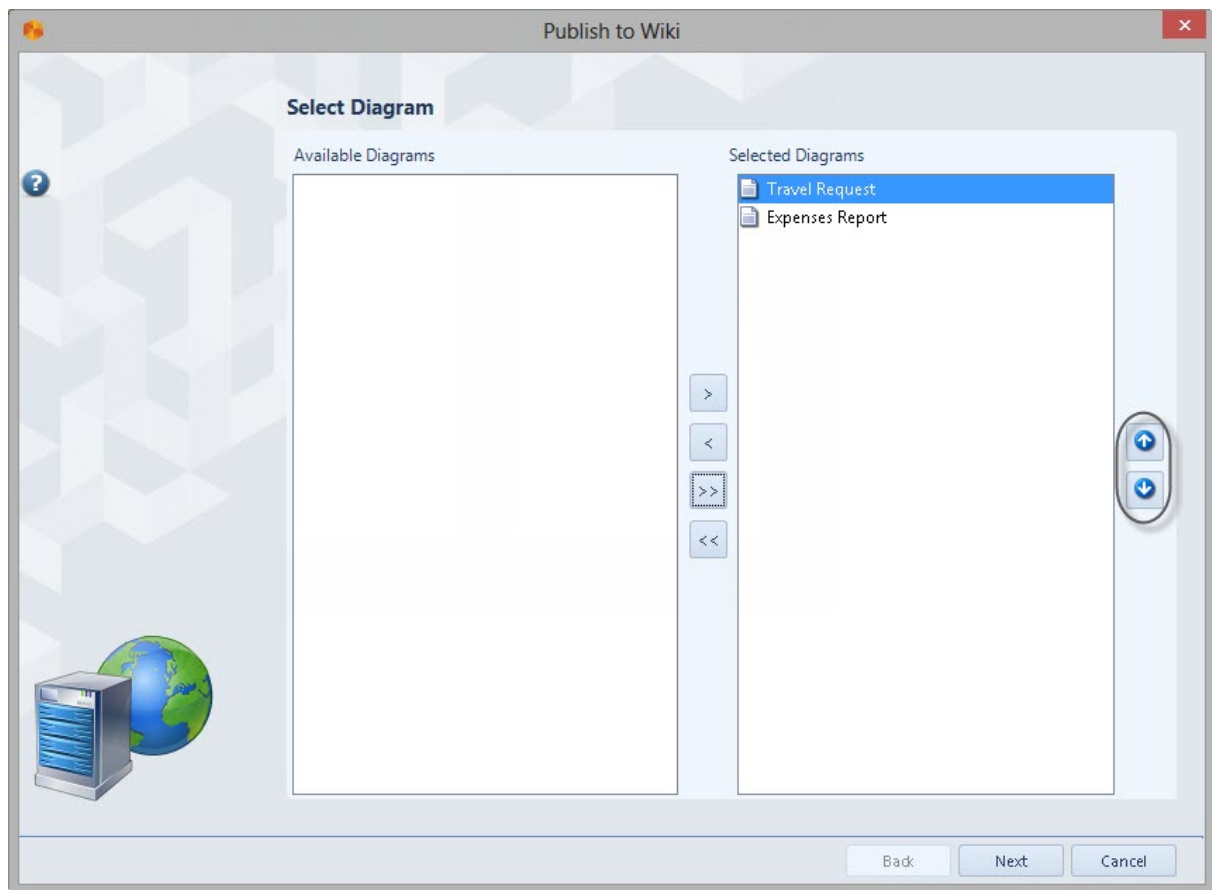 Publish to Wiki
Select Diagram
Available Diagrams
Selected Diagrams
?
Travel Request
Expenses Report
>
<
>>
<<
Back
Next
Cancel